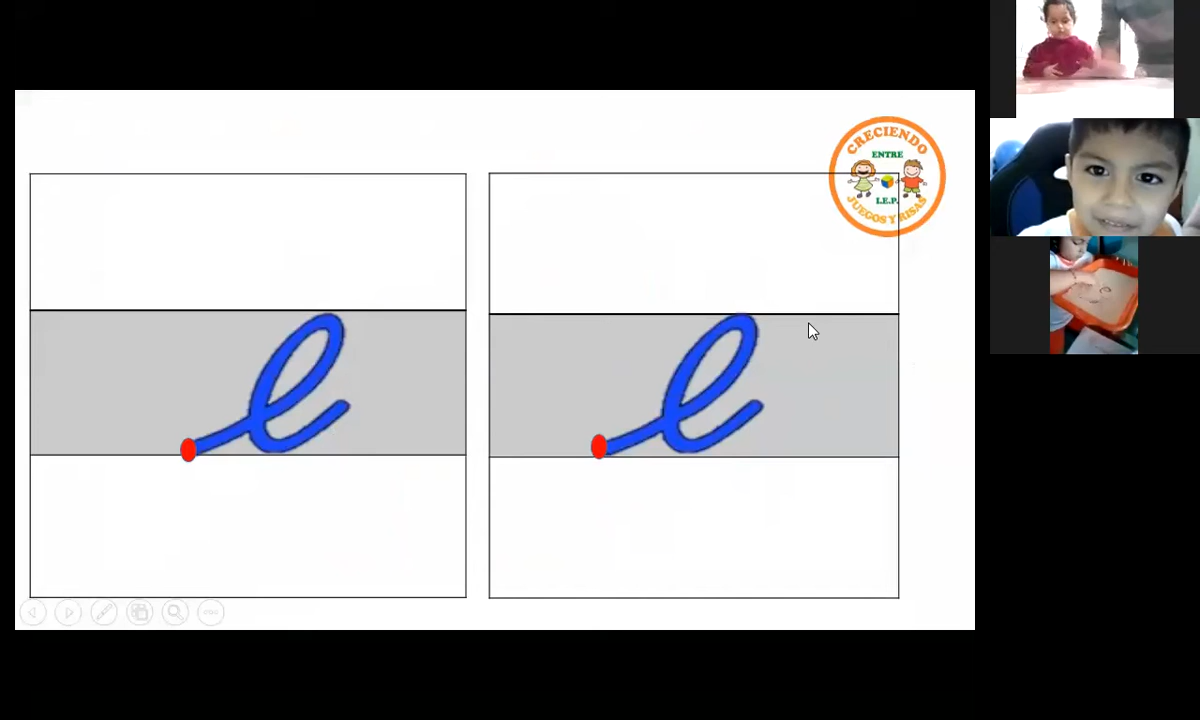 CRECIENDO
ENTRE
I.E.P.
JUEGOS Y RISAS
e e